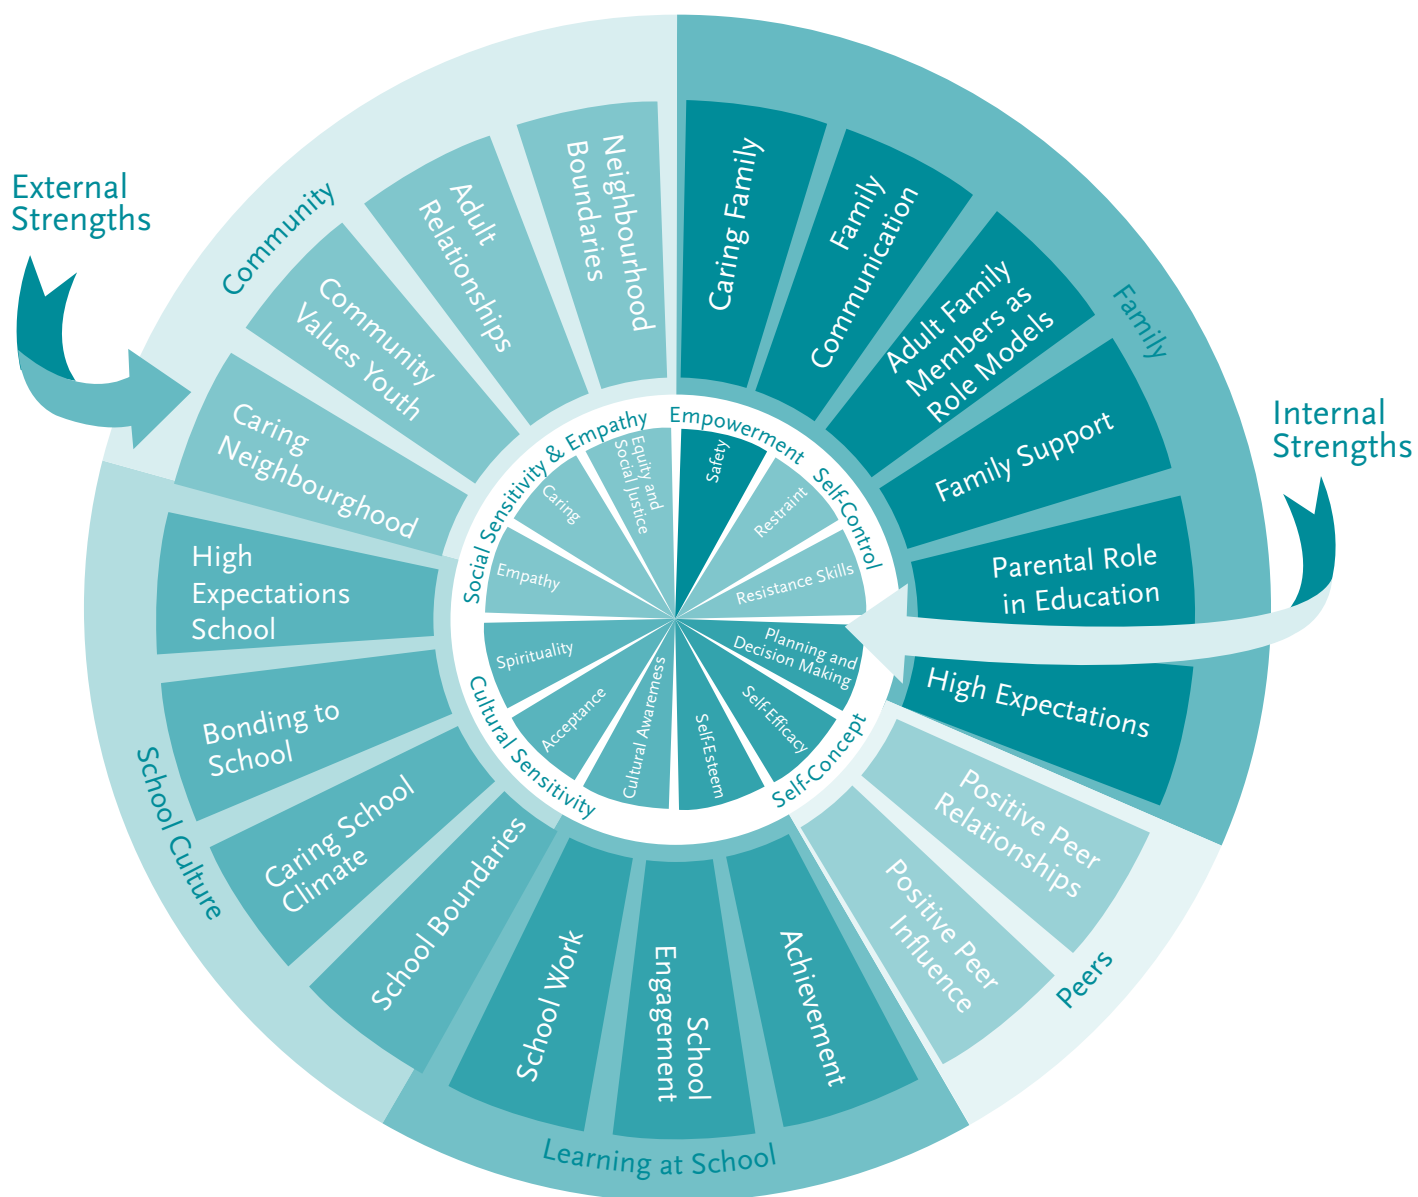 External
Strengths
Internal
Strengths
Community
Caring
Neighbourghood
Community
Values Youth
Adult
Relationships
Neighbourhood
Boundaries
Family
Caring Family
Family
Communication
Adult Family
Members as
Role Models
Family Support
Parental Role
in Education
High Expectations
Peers
Positive Peer
Relationships
Positive Peer
Influence
Learning at School
Achievement
School
Engagement
School Work
School Culture
School Boundaries
Caring School
Climate
Bonding to
School
High
Expectations
School
Empowerment
Safety
Self-Control
Restraint
Resistance Skills
Self-Concept
Planning and
Decision Making
Self-Efficacy
Self-Esteem
Cultural Sensitivity
Cultural Awareness
Acceptance
Spirituality
Social Sensitivity & Empathy
Empathy
Caring
Equity and
Social Justice